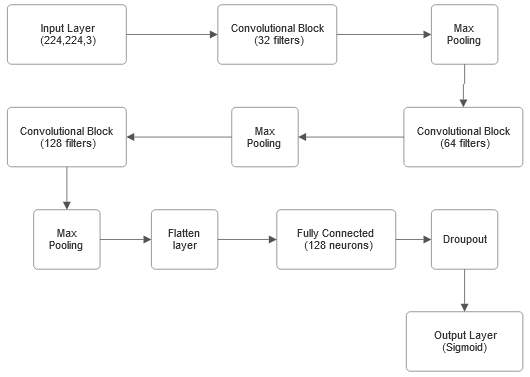 Input Layer
(224,224,3)
Convolutional Block
(32 filters)
Max
Pooling
Convolutional Block
(64 filters)
Max
Pooling
Convolutional Block
(128 filters)
Max
Pooling
Flatten
layer
Fully Connected
(128 neurons)
Droupout
Output Layer
(Sigmoid)